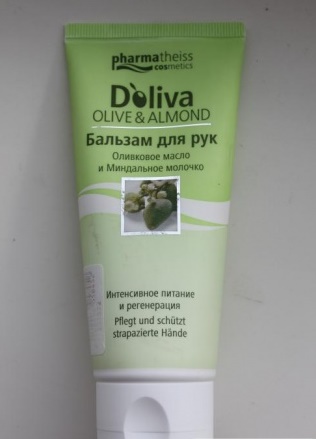 pharmatheiss
cosmetics
D'oliva
OLIVE & ALMOND
Бальзам для рук
Оливковое масло
и Миндальное молочко
Интенсивное питание
и регенерация
Pflegt und schützt
strapazierte Hände